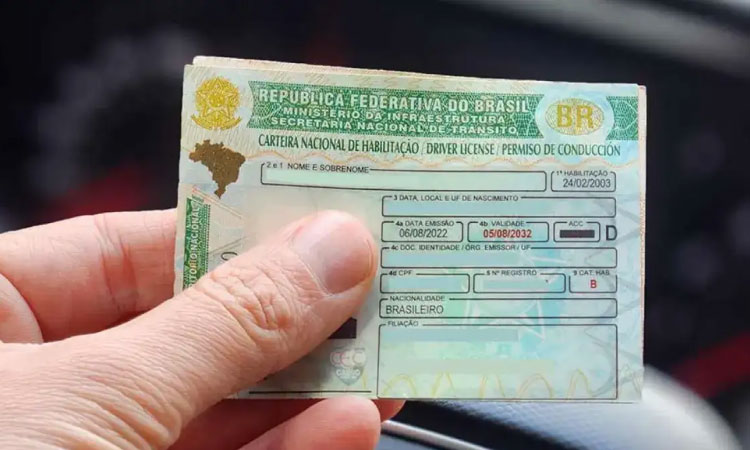 REPÚBLICA FEDERATIVA DO BRASIL
MINISTÉRIO DA INFRAESTRUTURA
SECRETARIA NACIONAL DE TRÂNSITO
BR
CARTEIRA NACIONAL DE HABILITAÇÃO / DRIVER LICENSE / PERMISO DE CONDUCCIÓN
2 e 1 NOME E SOBRENOME
1ª HABILITAÇÃO
24/02/2003
3 DATA, LOCAL E UF DE NASCIMENTO
4a DATA EMISSÃO
06/08/2022
4b VALIDADE
05/08/2032
ACC
D
4c DOC. IDENTIDADE / ÓRG. EMISSOR / UF
4d CPF
5 Nº REGISTRO
9 CAT. HAB.
B
NACIONALIDADE
BRASILEIRO
FILIAÇÃO
NACIONAL